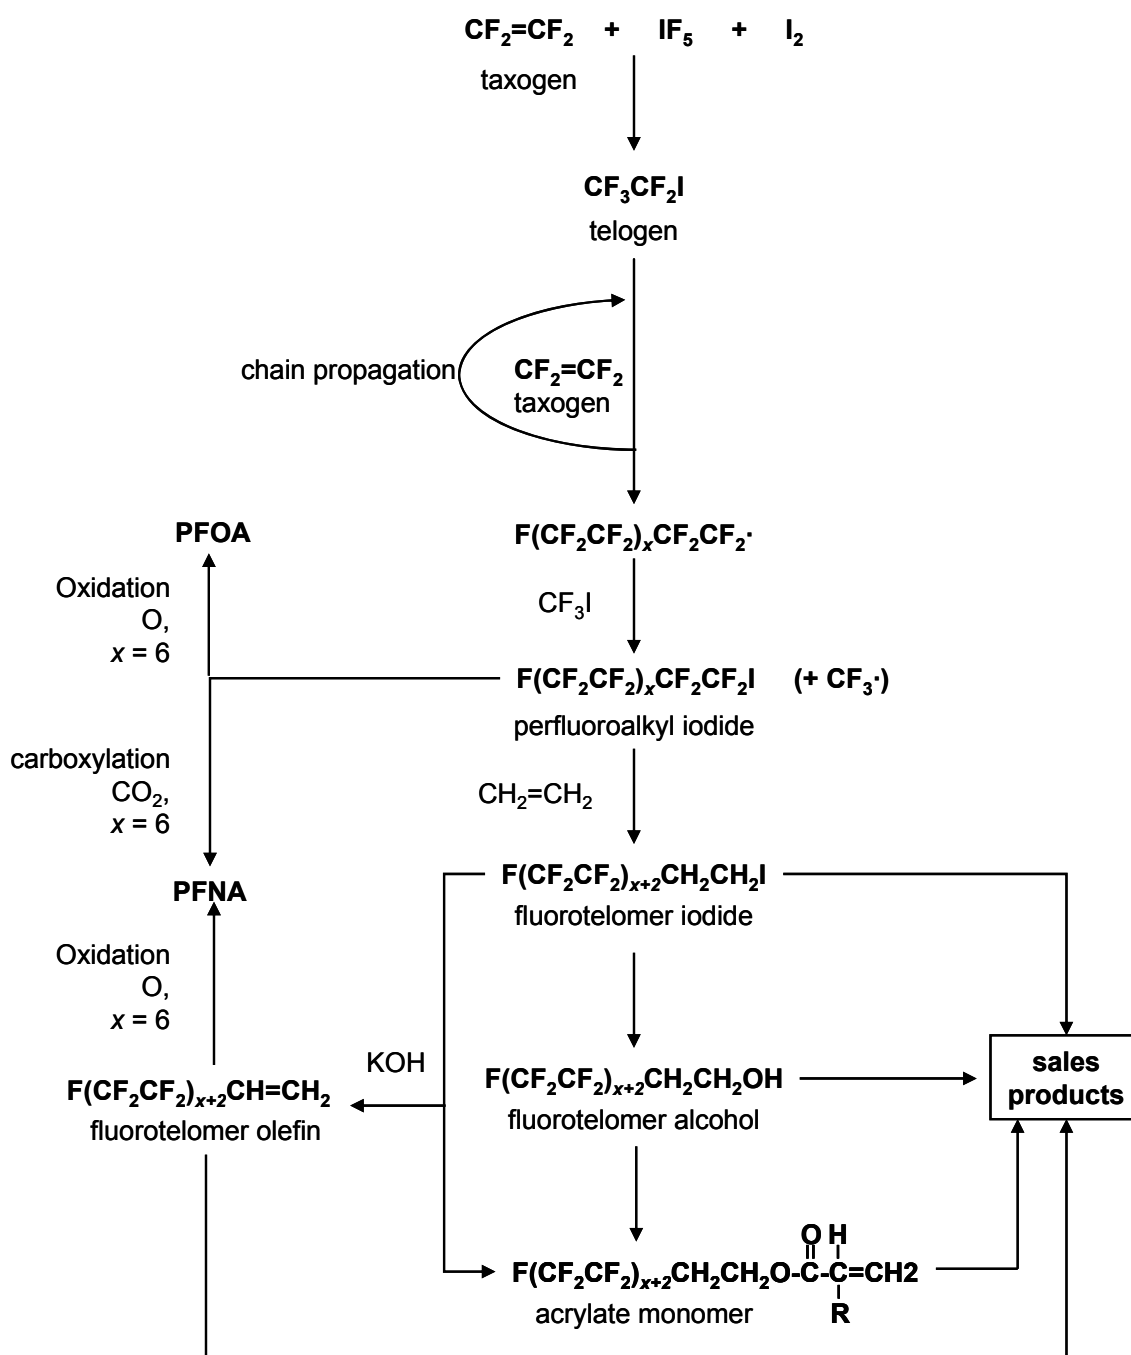 CF₂=CF₂ + IF₅ + I₂
taxogen
CF₃CF₂I
telogen
chain propagation
CF₂=CF₂
taxogen
F(CF₂CF₂)ₓCF₂CF₂·
CF₃I
PFOA
Oxidation
O,
x = 6
F(CF₂CF₂)ₓCF₂CF₂I (+ CF₃·)
perfluoroalkyl iodide
carboxylation
CO₂,
x = 6
CH₂=CH₂
PFNA
F(CF₂CF₂)ₓ₊₂CH₂CH₂I
fluorotelomer iodide
Oxidation
O,
x = 6
KOH
F(CF₂CF₂)ₓ₊₂CH=CH₂
fluorotelomer olefin
F(CF₂CF₂)ₓ₊₂CH₂CH₂OH
fluorotelomer alcohol
sales
products
O H
F(CF₂CF₂)ₓ₊₂CH₂CH₂O-C-C=CH2
R
acrylate monomer